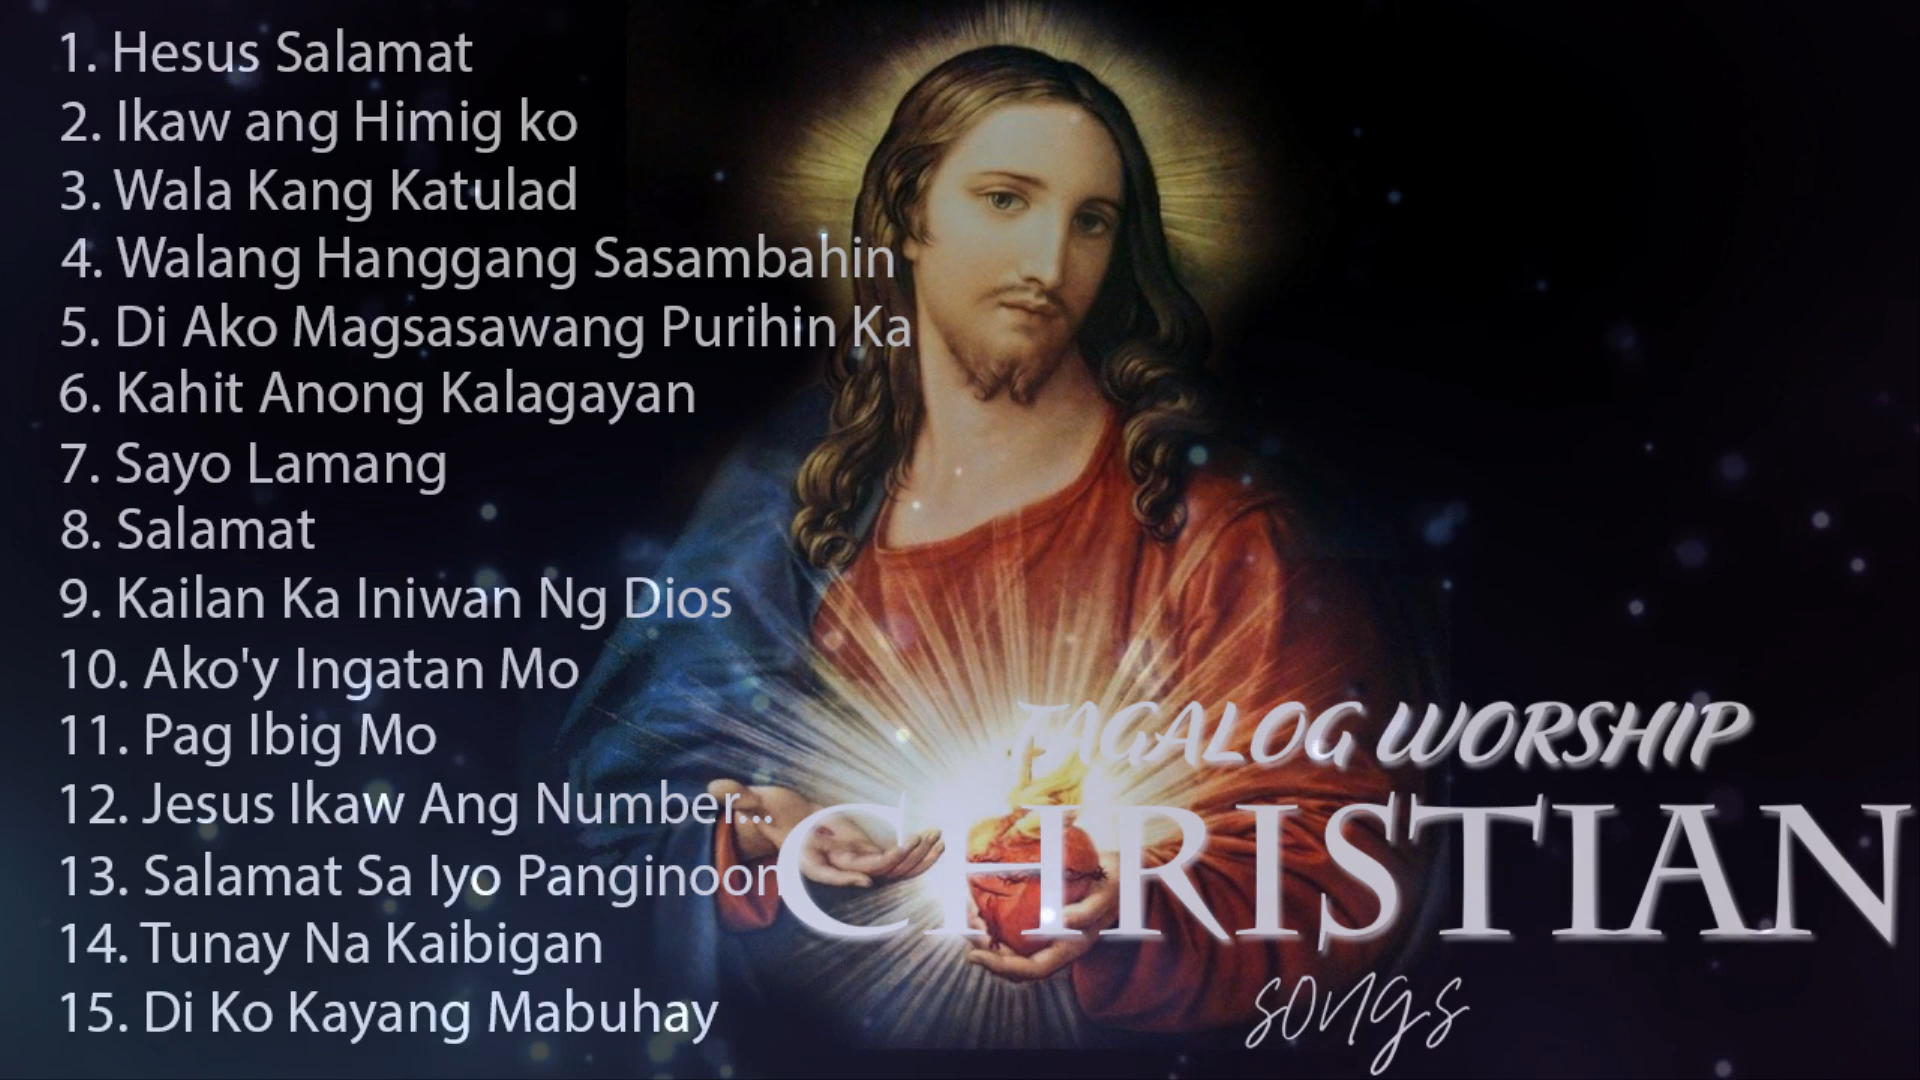 1. Hesus Salamat
2. Ikaw ang Himig ko
3. Wala Kang Katulad
4. Walang Hanggang Sasambahin
5. Di Ako Magsasawang Purihin Ka
6. Kahit Anong Kalagayan
7. Sayo Lamang
8. Salamat
9. Kailan Ka Iniwan Ng Dios
10. Ako'y Ingatan Mo
11. Pag Ibig Mo
12. Jesus Ikaw Ang Number...
13. Salamat Sa Iyo Panginoon
14. Tunay Na Kaibigan
15. Di Ko Kayang Mabuhay
TAGALOG WORSHIP
CHRISTIAN
songs